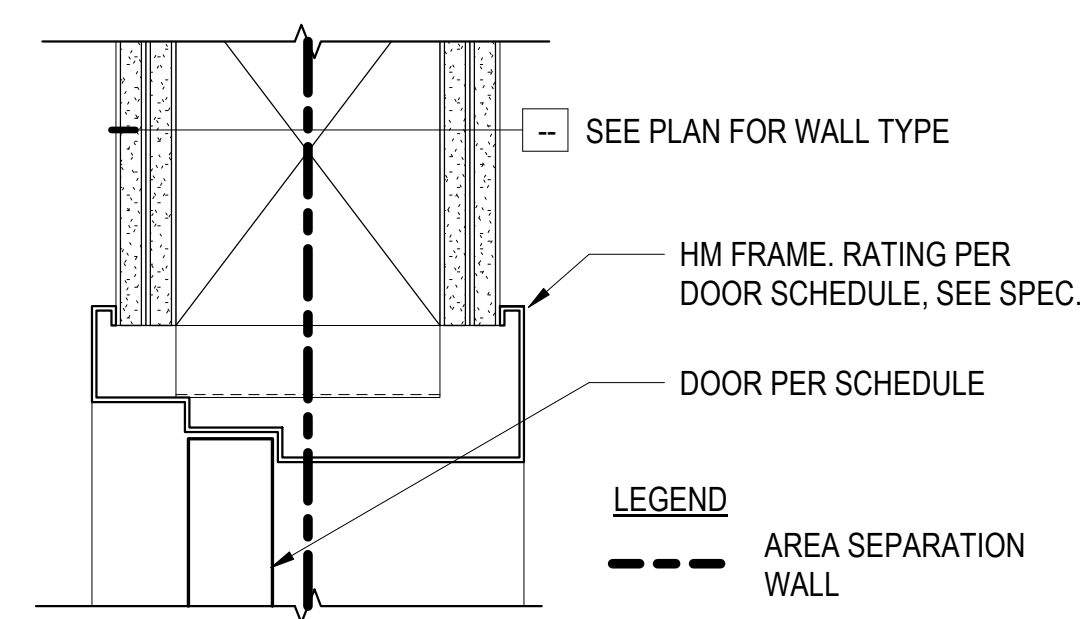 -- SEE PLAN FOR WALL TYPE
HM FRAME. RATING PER
DOOR SCHEDULE, SEE SPEC.
DOOR PER SCHEDULE
LEGEND
AREA SEPARATION
WALL